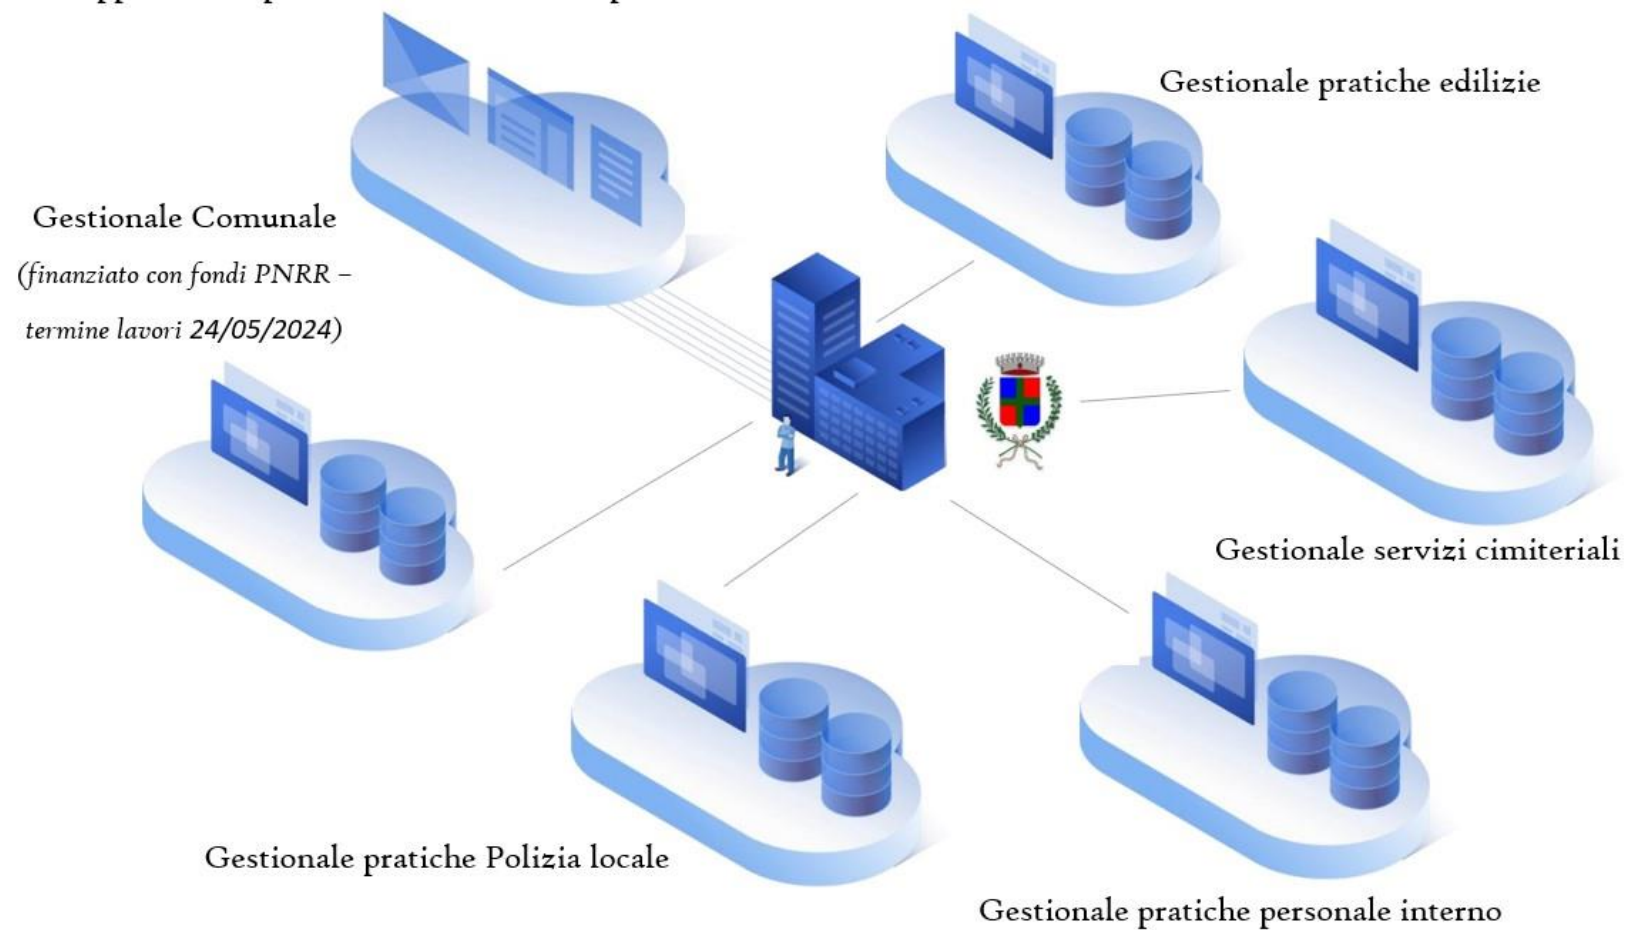 Gestionale pratiche edilizie
Gestionale Comunale
(finanziato con fondi PNRR –
termine lavori 24/05/2024)
Gestionale servizi cimiteriali
Gestionale pratiche Polizia locale
Gestionale pratiche personale interno